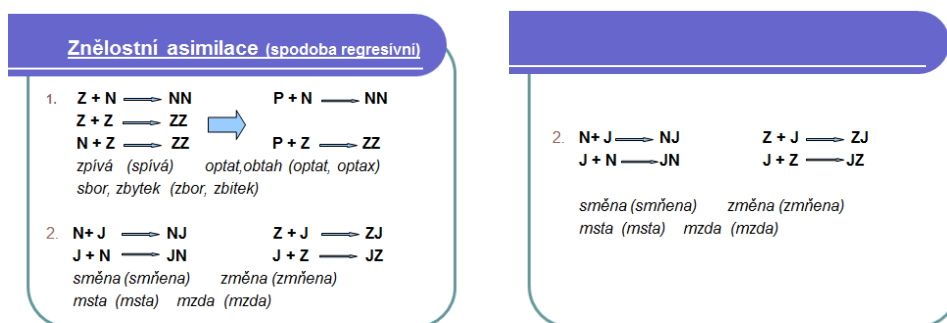 Znělostní asimilace (spodoba regresivní)
1. Z + N → NN P + N → NN
Z + Z → ZZ
N + Z → ZZ P + Z → ZZ
zpívá (spívá) optat,obtah (optat, optax)
sbor, zbytek (zbor, zbitek)
2. N+ J → NJ Z + J → ZJ
J + N → JN J + Z → JZ
směna (smňena) změna (zmňena)
msta (msta) mzda (mzda)
2. N+ J → NJ Z + J → ZJ
J + N → JN J + Z → JZ
směna (smňena) změna (zmňena)
msta (msta) mzda (mzda)